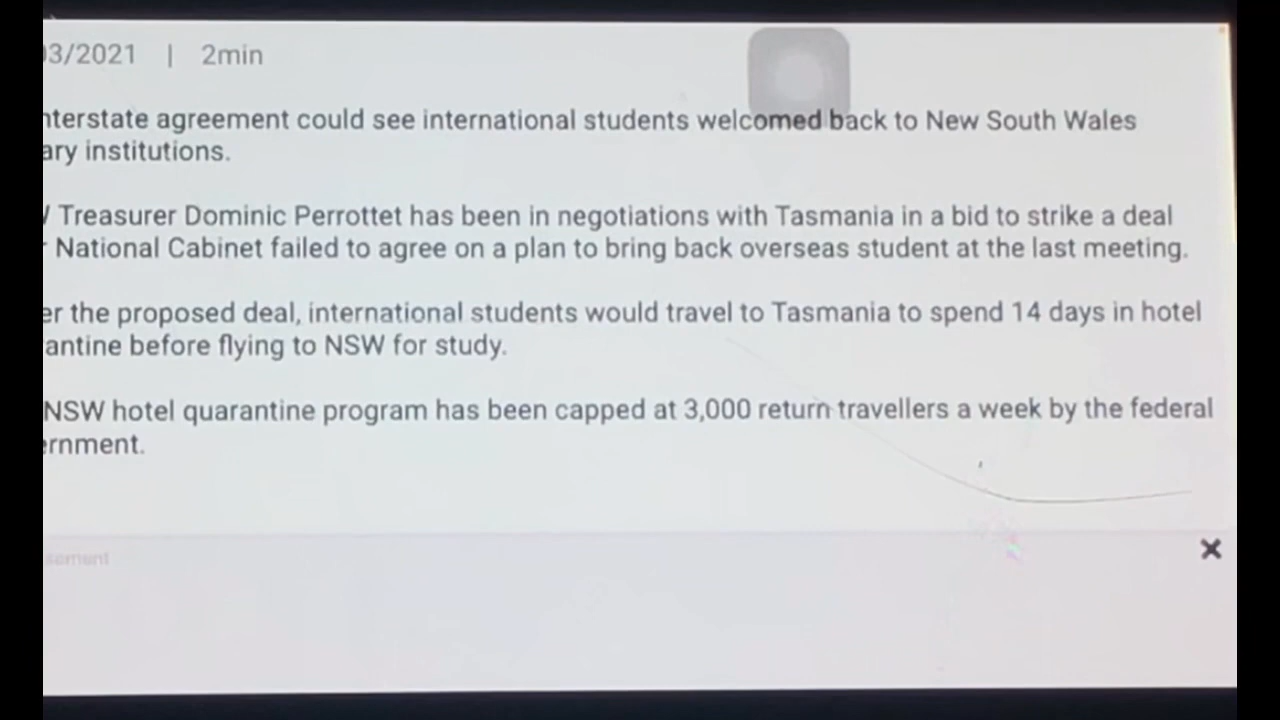 03/2021 | 2min
nterstate agreement could see international students welcomed back to New South Wales
ary institutions.
Treasurer Dominic Perrottet has been in negotiations with Tasmania in a bid to strike a deal
National Cabinet failed to agree on a plan to bring back overseas student at the last meeting.
er the proposed deal, international students would travel to Tasmania to spend 14 days in hotel
antine before flying to NSW for study.
NSW hotel quarantine program has been capped at 3,000 return travellers a week by the federal
ernment.
sement